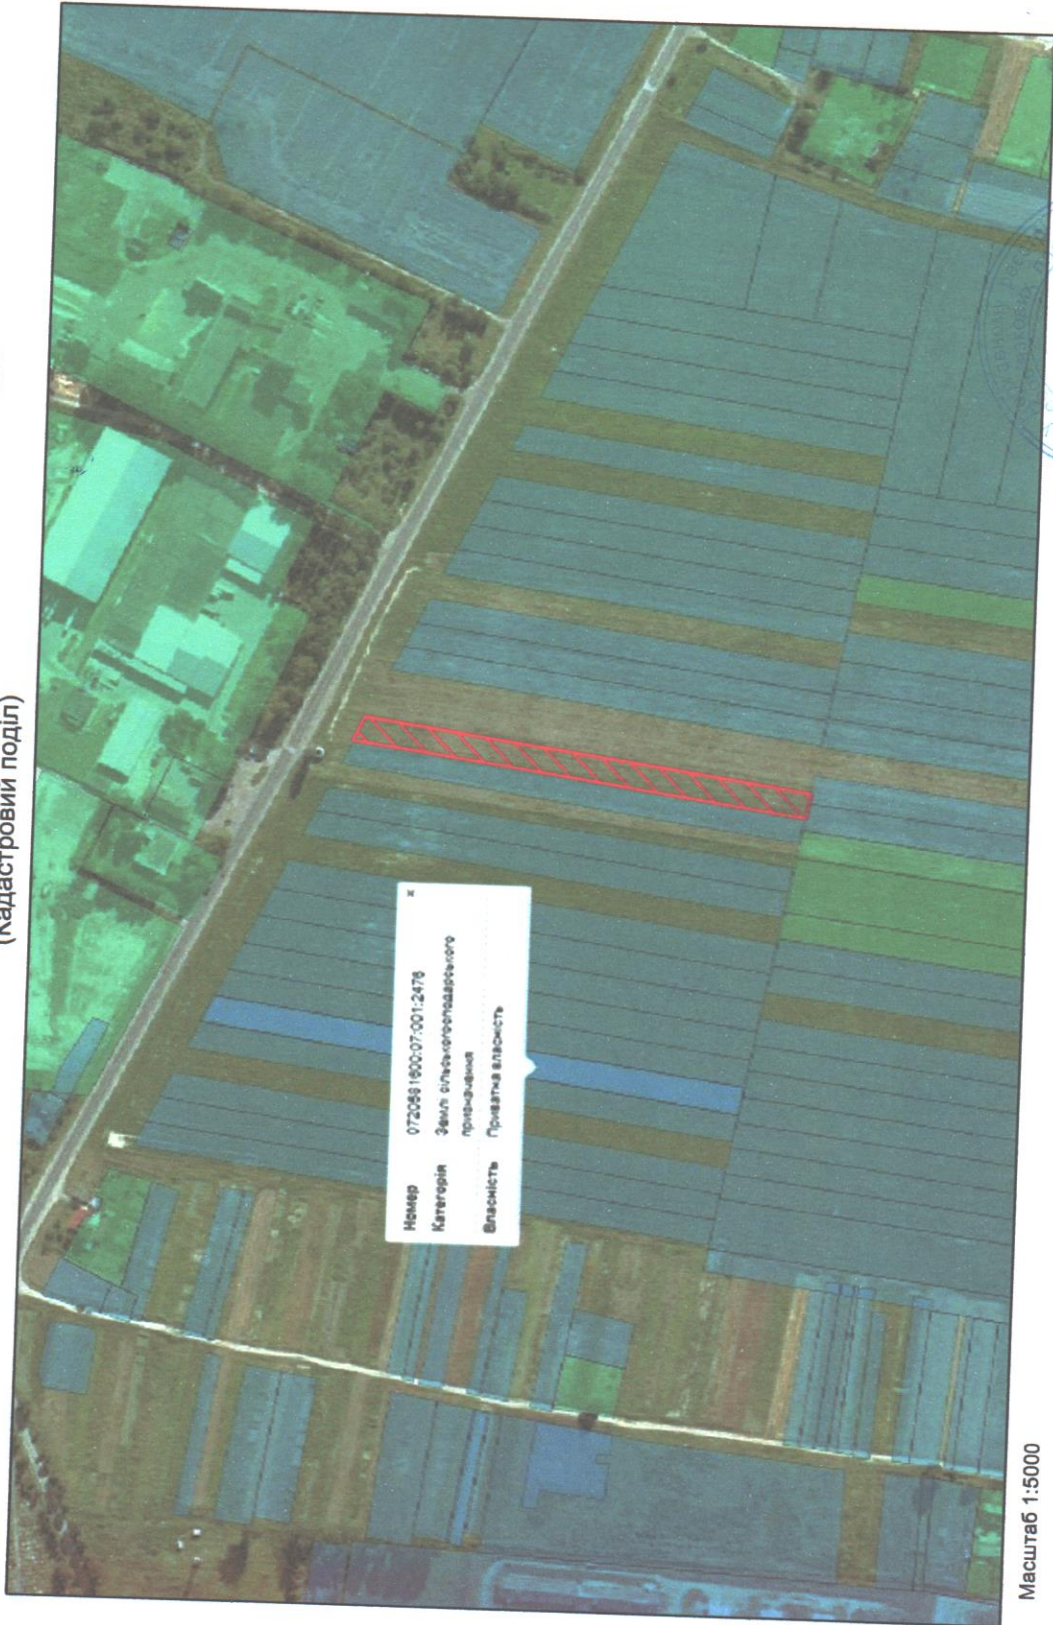 (Кадастровий поділ)
Номер 0720581600:07:001:2476
Категорія Землі сільськогосподарського
призначення
Власність Приватна власність
Масштаб 1:5000